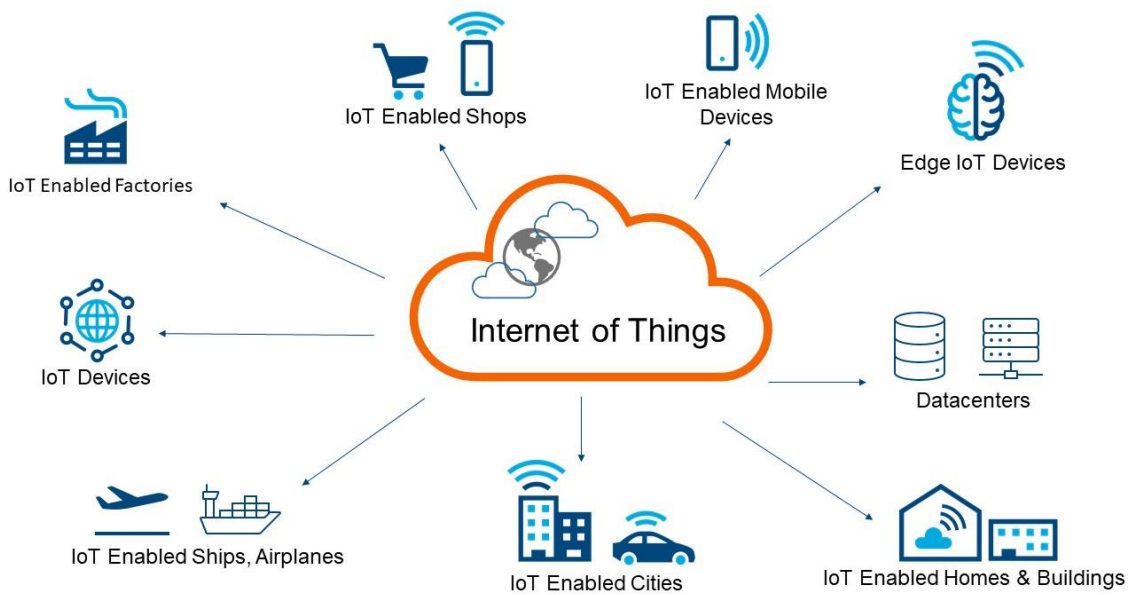 IoT Enabled Shops
IoT Enabled Mobile
Devices
Edge IoT Devices
IoT Enabled Factories
Internet of Things
IoT Devices
Datacenters
IoT Enabled Ships, Airplanes
IoT Enabled Cities
IoT Enabled Homes & Buildings